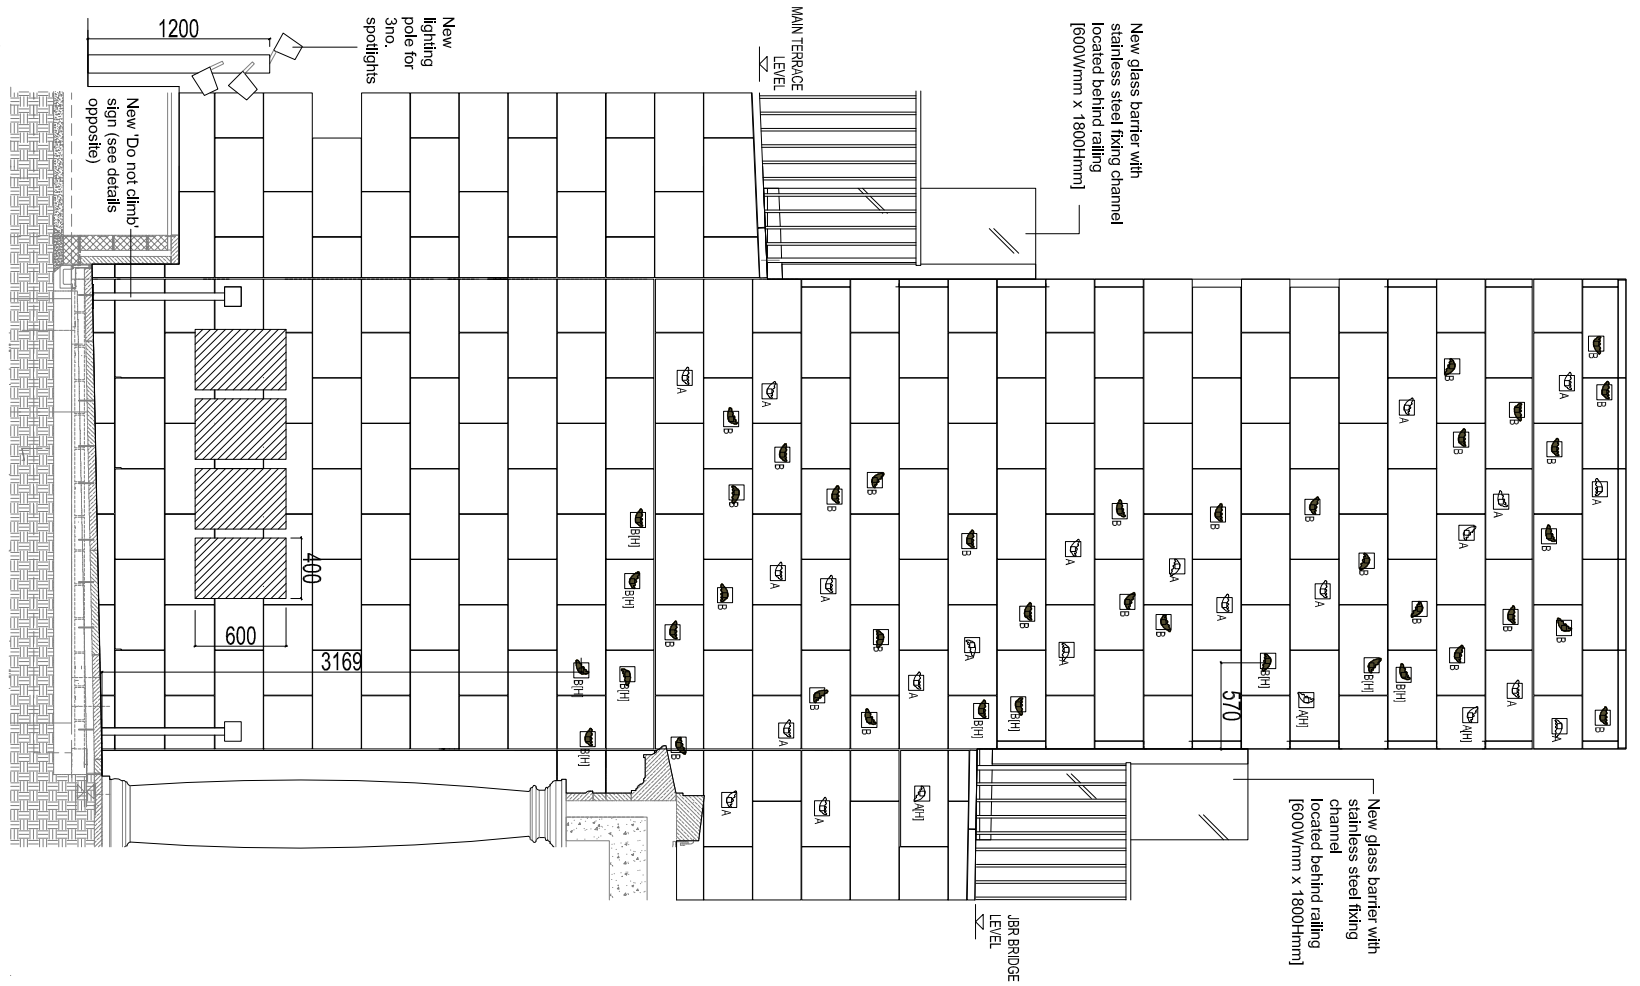 B
B
B
A
A
B
A
B
B
B
A
B
A
A[H]
A
B
B
B
B
A
B[H]
New glass barrier with
stainless steel fixing
channel
located behind railing
[600Wmm x 1800Hmm]
B[H]
B
A
B
A[H]
B[H]
570
A
B
A
B
New glass barrier with
stainless steel fixing channel
located behind railing
[600Wmm x 1800Hmm]
B
B
A
A
B
B[H]
B[H]
A
B
JBR BRIDGE
LEVEL
A[H]
A
B
B
B
B
A
A
B
MAIN TERRACE
LEVEL
A
B
A
A
B
B
A
B
A
B
B
B[H]
B[H]
B[H]
B[H]
B[H]
New
lighting
pole for
3no.
spotlights
3169
400
600
1200
New 'Do not climb'
sign (see details
opposite)